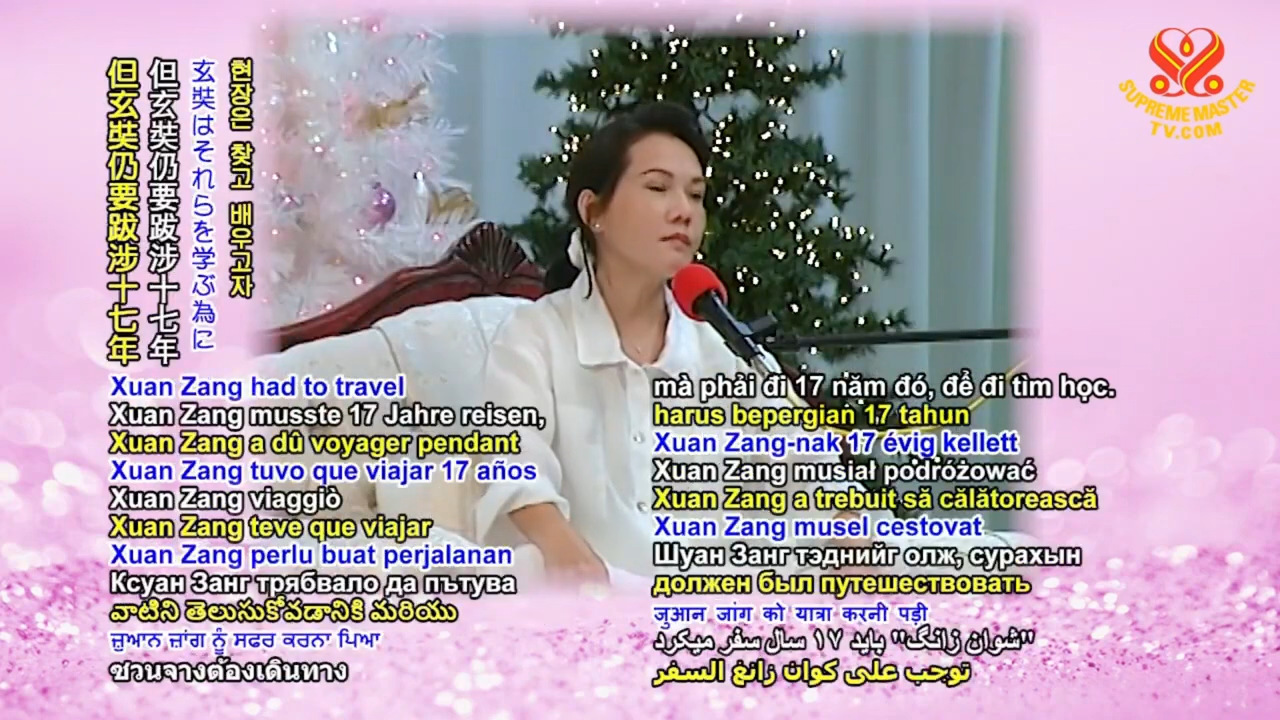 현장은 찾고 배우고자
玄奘はそれらを学ぶ為に
但玄奘仍要跋涉十七年
但玄奘仍要跋涉十七年
SUPREME MASTER
TV.COM
Xuan Zang had to travel
Xuan Zang musste 17 Jahre reisen,
Xuan Zang a dû voyager pendant
Xuan Zang tuvo que viajar 17 años
Xuan Zang viaggiò
Xuan Zang teve que viajar
Xuan Zang perlu buat perjalanan
Ксуан Занг трябвало да пътува
వాటిని తెలుసుకోవడానికి మరియు
ਜ਼ੁਆਨ ਜ਼ਾਂਗ ਨੂੰ ਸਫਰ ਕਰਨਾ ਪਿਆ
ซวนจางต้องเดินทาง
mà phải đi 17 năm đó, để đi tìm học.
harus bepergian 17 tahun
Xuan Zang-nak 17 évig kellett
Xuan Zang musiał podróżować
Xuan Zang a trebuit să călătorească
Xuan Zang musel cestovat
Шуан Занг тэднийг олж, сурахын
должен был путешествовать
जुआन जांग को यात्रा करनी पड़ी
"شوان زانگ" باید ۱۷ سال سفر میکرد
توجب على كوان زانغ السفر